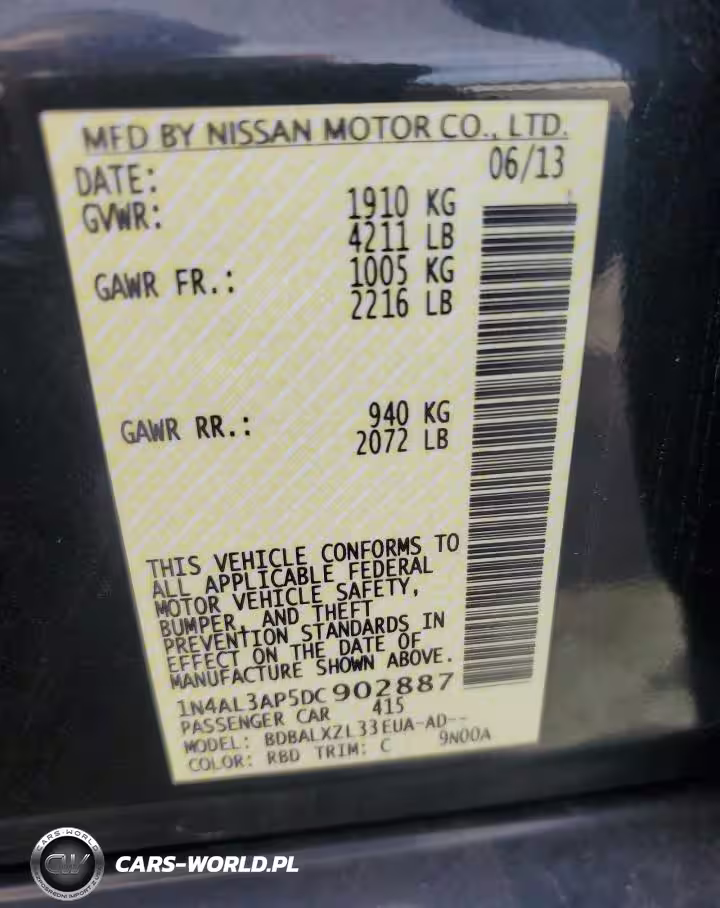 MFD BY NISSAN MOTOR CO., LTD.
DATE: 06/13
GVWR: 1910 KG
4211 LB
GAWR FR.: 1005 KG
2216 LB
GAWR RR.: 940 KG
2072 LB
THIS VEHICLE CONFORMS TO
ALL APPLICABLE FEDERAL
MOTOR VEHICLE SAFETY,
BUMPER, AND THEFT
PREVENTION STANDARDS IN
EFFECT ON THE DATE OF
MANUFACTURE SHOWN ABOVE.
1N4AL3AP5DC902887
PASSENGER CAR 415
MODEL: BDBALXZL33EUA-AD--
COLOR: RBD TRIM: C 9N00A
CARS-WORLD
CW
CARS-WORLD.PL